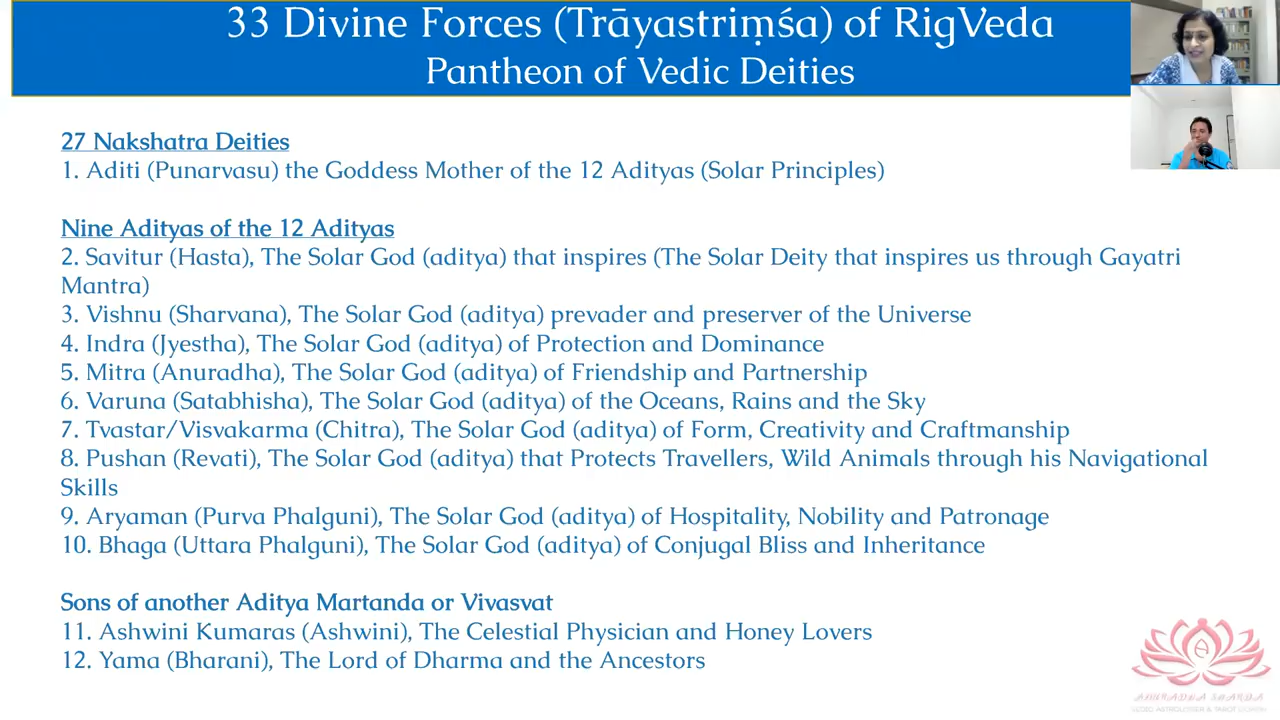 33 Divine Forces (Trāyastriṃśa) of RigVeda
Pantheon of Vedic Deities
27 Nakshatra Deities
1. Aditi (Punarvasu) the Goddess Mother of the 12 Adityas (Solar Principles)
Nine Adityas of the 12 Adityas
2. Savitur (Hasta), The Solar God (aditya) that inspires (The Solar Deity that inspires us through Gayatri
Mantra)
3. Vishnu (Sharvana), The Solar God (aditya) prevader and preserver of the Universe
4. Indra (Jyestha), The Solar God (aditya) of Protection and Dominance
5. Mitra (Anuradha), The Solar God (aditya) of Friendship and Partnership
6. Varuna (Satabhisha), The Solar God (aditya) of the Oceans, Rains and the Sky
7. Tvastar/Visvakarma (Chitra), The Solar God (aditya) of Form, Creativity and Craftmanship
8. Pushan (Revati), The Solar God (aditya) that Protects Travellers, Wild Animals through his Navigational
Skills
9. Aryaman (Purva Phalguni), The Solar God (aditya) of Hospitality, Nobility and Patronage
10. Bhaga (Uttara Phalguni), The Solar God (aditya) of Conjugal Bliss and Inheritance
Sons of another Aditya Martanda or Vivasvat
11. Ashwini Kumaras (Ashwini), The Celestial Physician and Honey Lovers
12. Yama (Bharani), The Lord of Dharma and the Ancestors